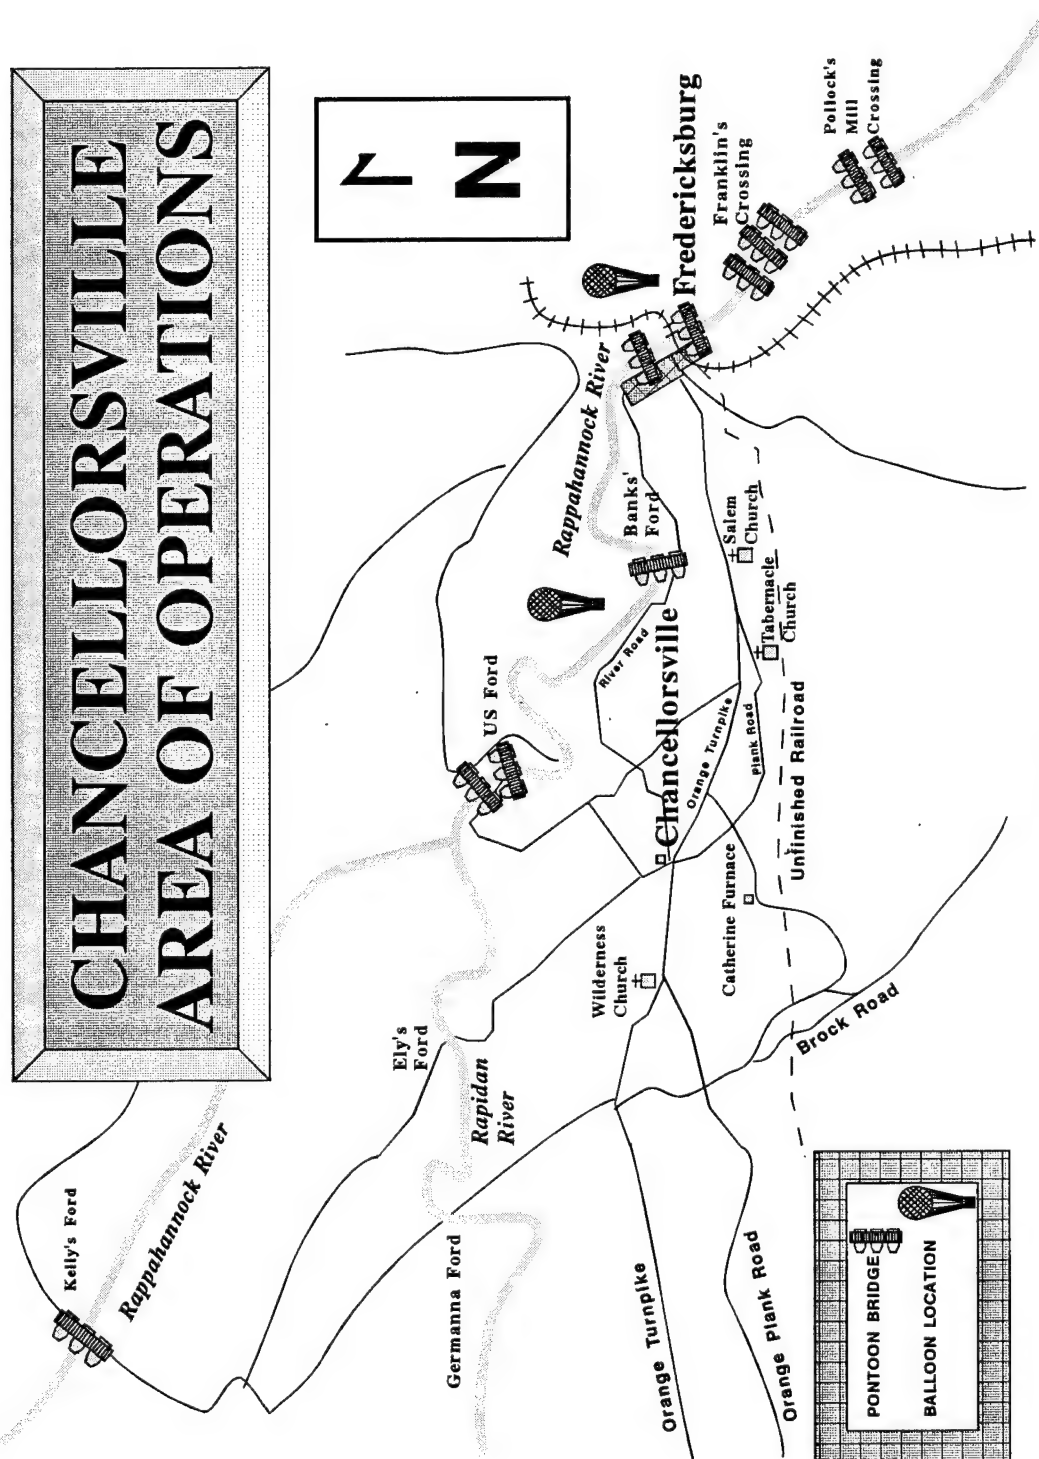 CHANCELLORSVILLE
AREA OF OPERATIONS
N
Kelly's Ford
Rappahannock River
Ely's
Ford
Rapidan
River
Germanna Ford
US Ford
Rappahannock River
Banks'
Ford
Fredericksburg
Franklin's
Crossing
Pollock's
Mill
Crossing
River Road
Chancellorsville
Orange Turnpike
Plank Road
Salem
Church
Tabernacle
Church
Unfinished Railroad
Catherine Furnace
Wilderness
Church
Brock Road
Orange Turnpike
Orange Plank Road
PONTOON BRIDGE
BALLOON LOCATION